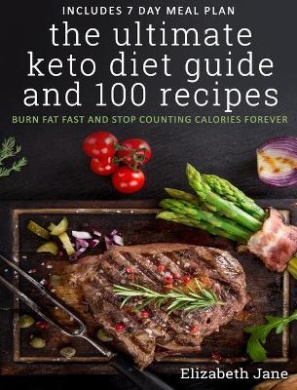 INCLUDES 7 DAY MEAL PLAN
the ultimate
keto diet guide
and 100 recipes
BURN FAT FAST AND STOP COUNTING CALORIES FOREVER
Elizabeth Jane